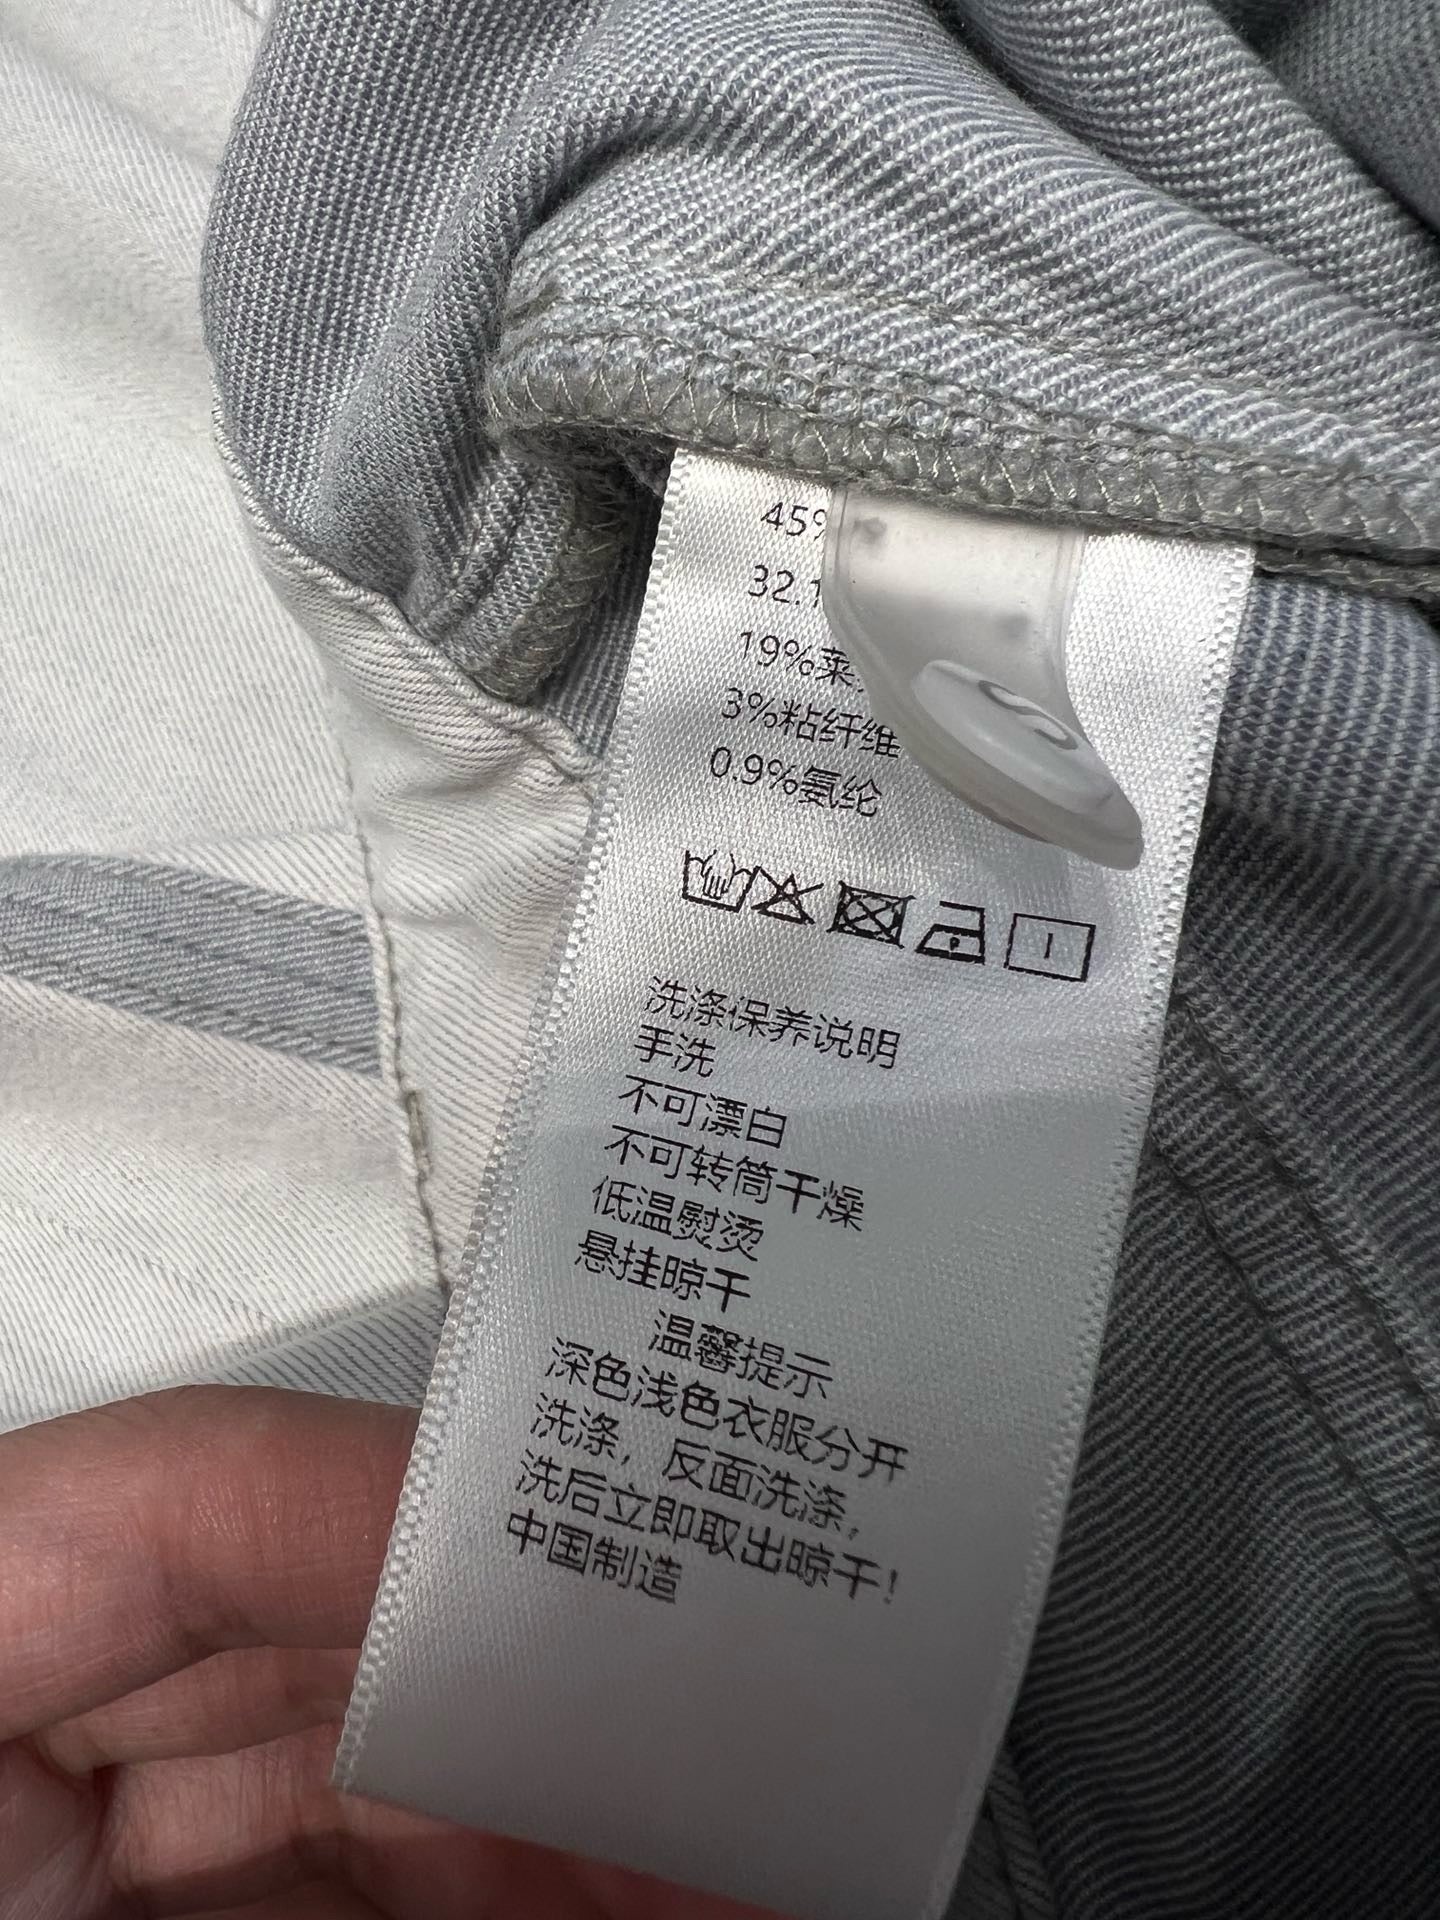 45%
32.1
19%莱
3%粘纤维
0.9%氨纶
洗涤保养说明
手洗
不可漂白
不可转筒干燥
低温熨烫
悬挂晾干
温馨提示
深色浅色衣服分开
洗涤，反面洗涤，
洗后立即取出晾干！
中国制造
S